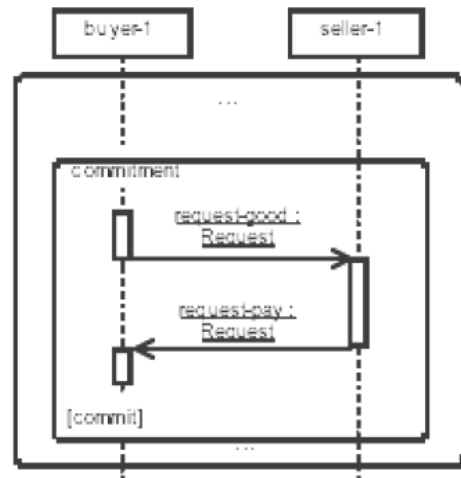 buyer-1
seller-1
...
commitment
request-good :
Request
request-pay :
Request
[commit]
...